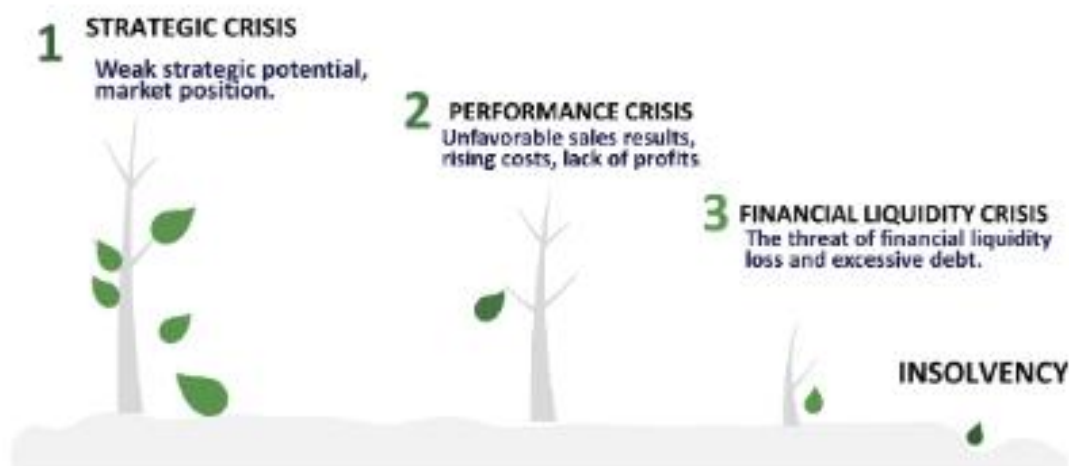 1 STRATEGIC CRISIS
Weak strategic potential,
market position.
2 PERFORMANCE CRISIS
Unfavorable sales results,
rising costs, lack of profits
3 FINANCIAL LIQUIDITY CRISIS
The threat of financial liquidity
loss and excessive debt.
INSOLVENCY